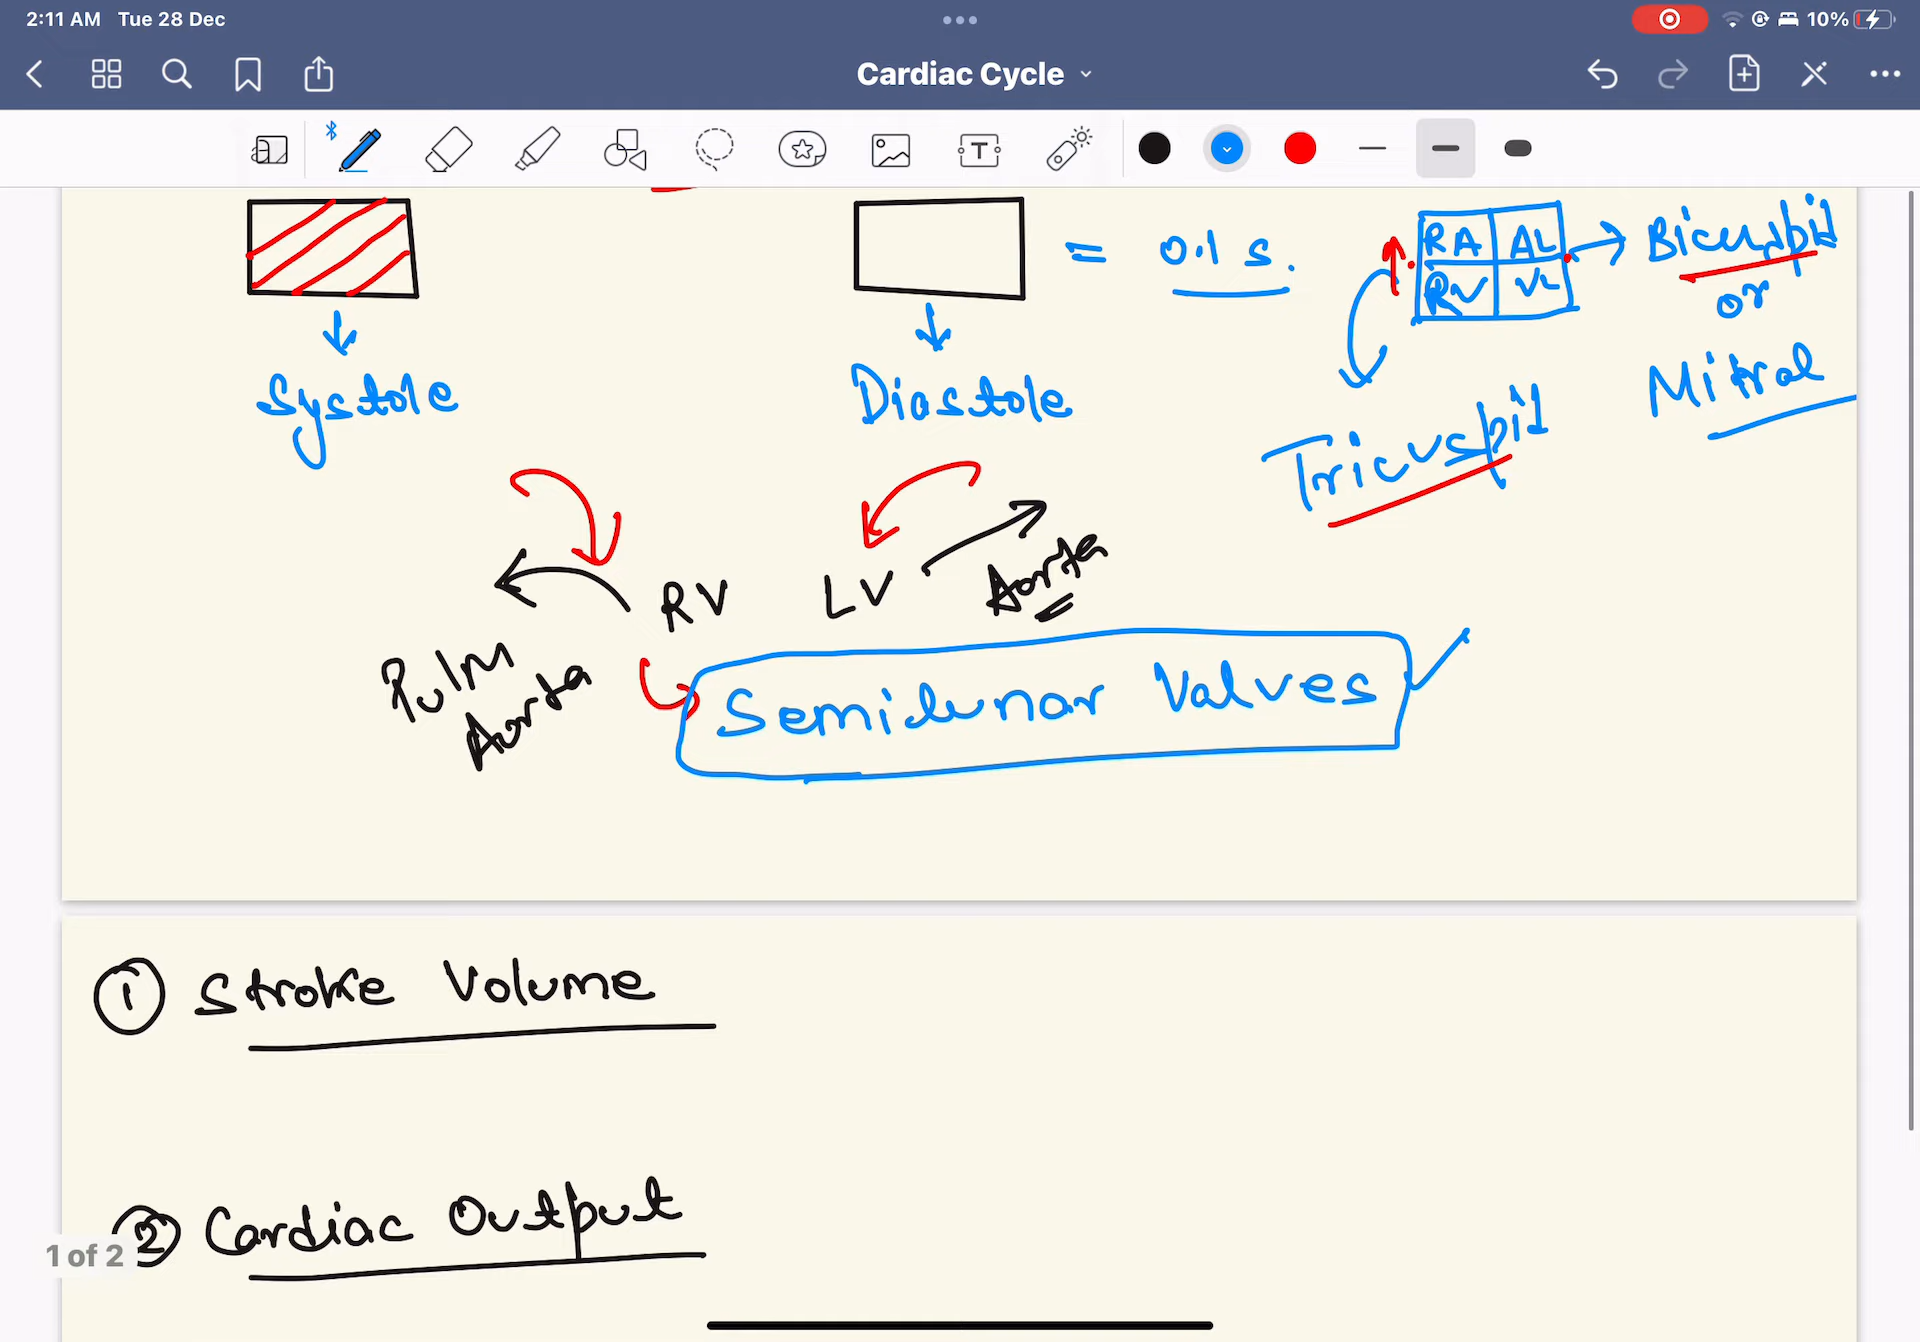 2:11 AM Tue 28 Dec
10%
Cardiac Cycle
T
= 0.1 s.
RA AL
RV VL
→ Bicuspid
or
Mitral
Systole
Diastole
Tricuspid
RV LV Aorta
Pulm
Aorta
Semilunar Valves
① Stroke Volume
② Cardiac Output
1 of 2